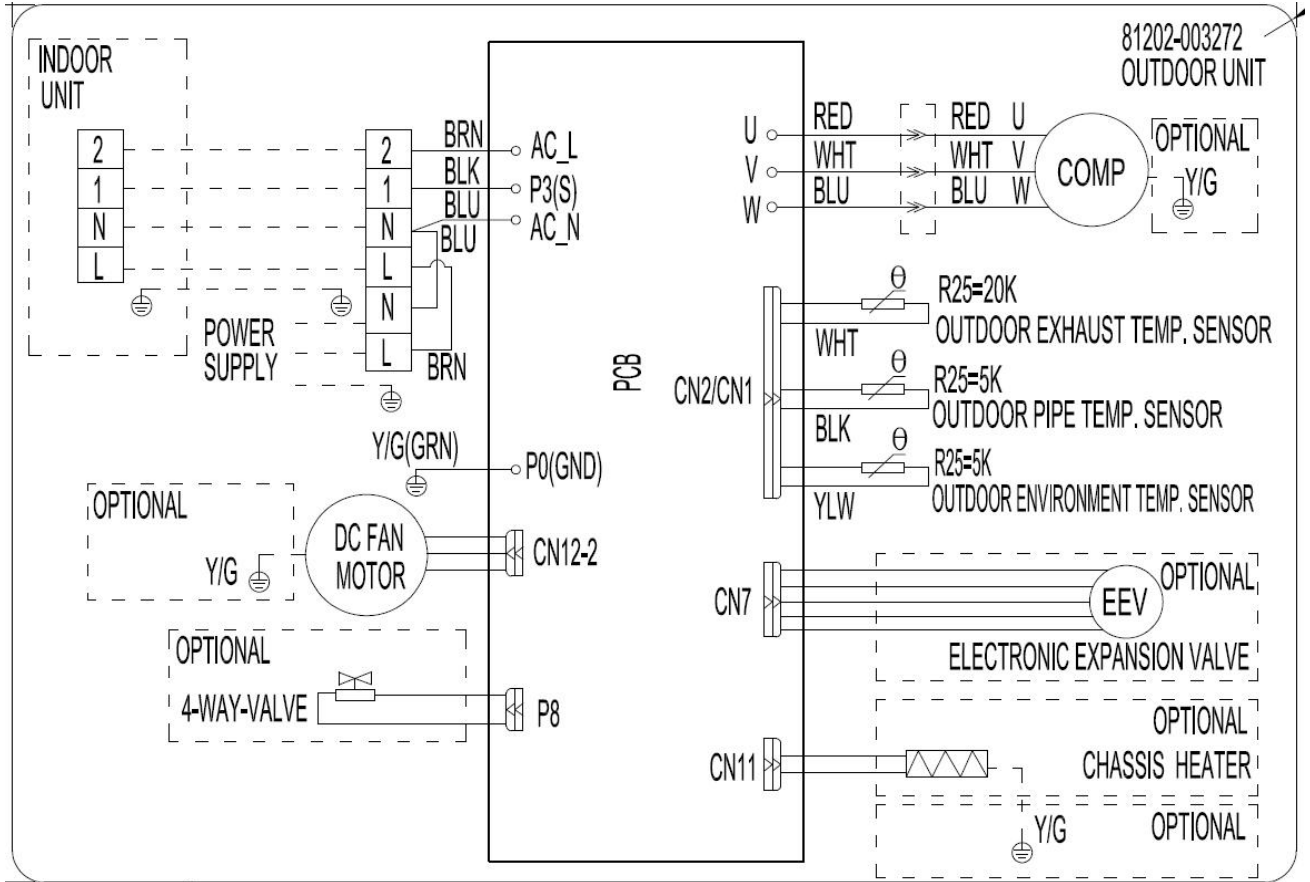 81202-003272
OUTDOOR UNIT
INDOOR
UNIT
2
1
N
L
2
1
N
L
N
L
BRN
BLK
BLU
BLU
BRN
AC_L
P3(S)
AC_N
POWER
SUPPLY
Y/G(GRN)
P0(GND)
OPTIONAL
Y/G
DC FAN
MOTOR
CN12-2
OPTIONAL
4-WAY-VALVE
P8
PCB
U
V
W
RED
WHT
BLU
RED U
WHT V
BLU W
COMP
OPTIONAL
Y/G
CN2/CN1
θ
R25=20K
OUTDOOR EXHAUST TEMP. SENSOR
WHT
θ
R25=5K
OUTDOOR PIPE TEMP. SENSOR
BLK
θ
R25=5K
OUTDOOR ENVIRONMENT TEMP. SENSOR
YLW
CN7
EEV
OPTIONAL
ELECTRONIC EXPANSION VALVE
CN11
OPTIONAL
CHASSIS HEATER
Y/G
OPTIONAL